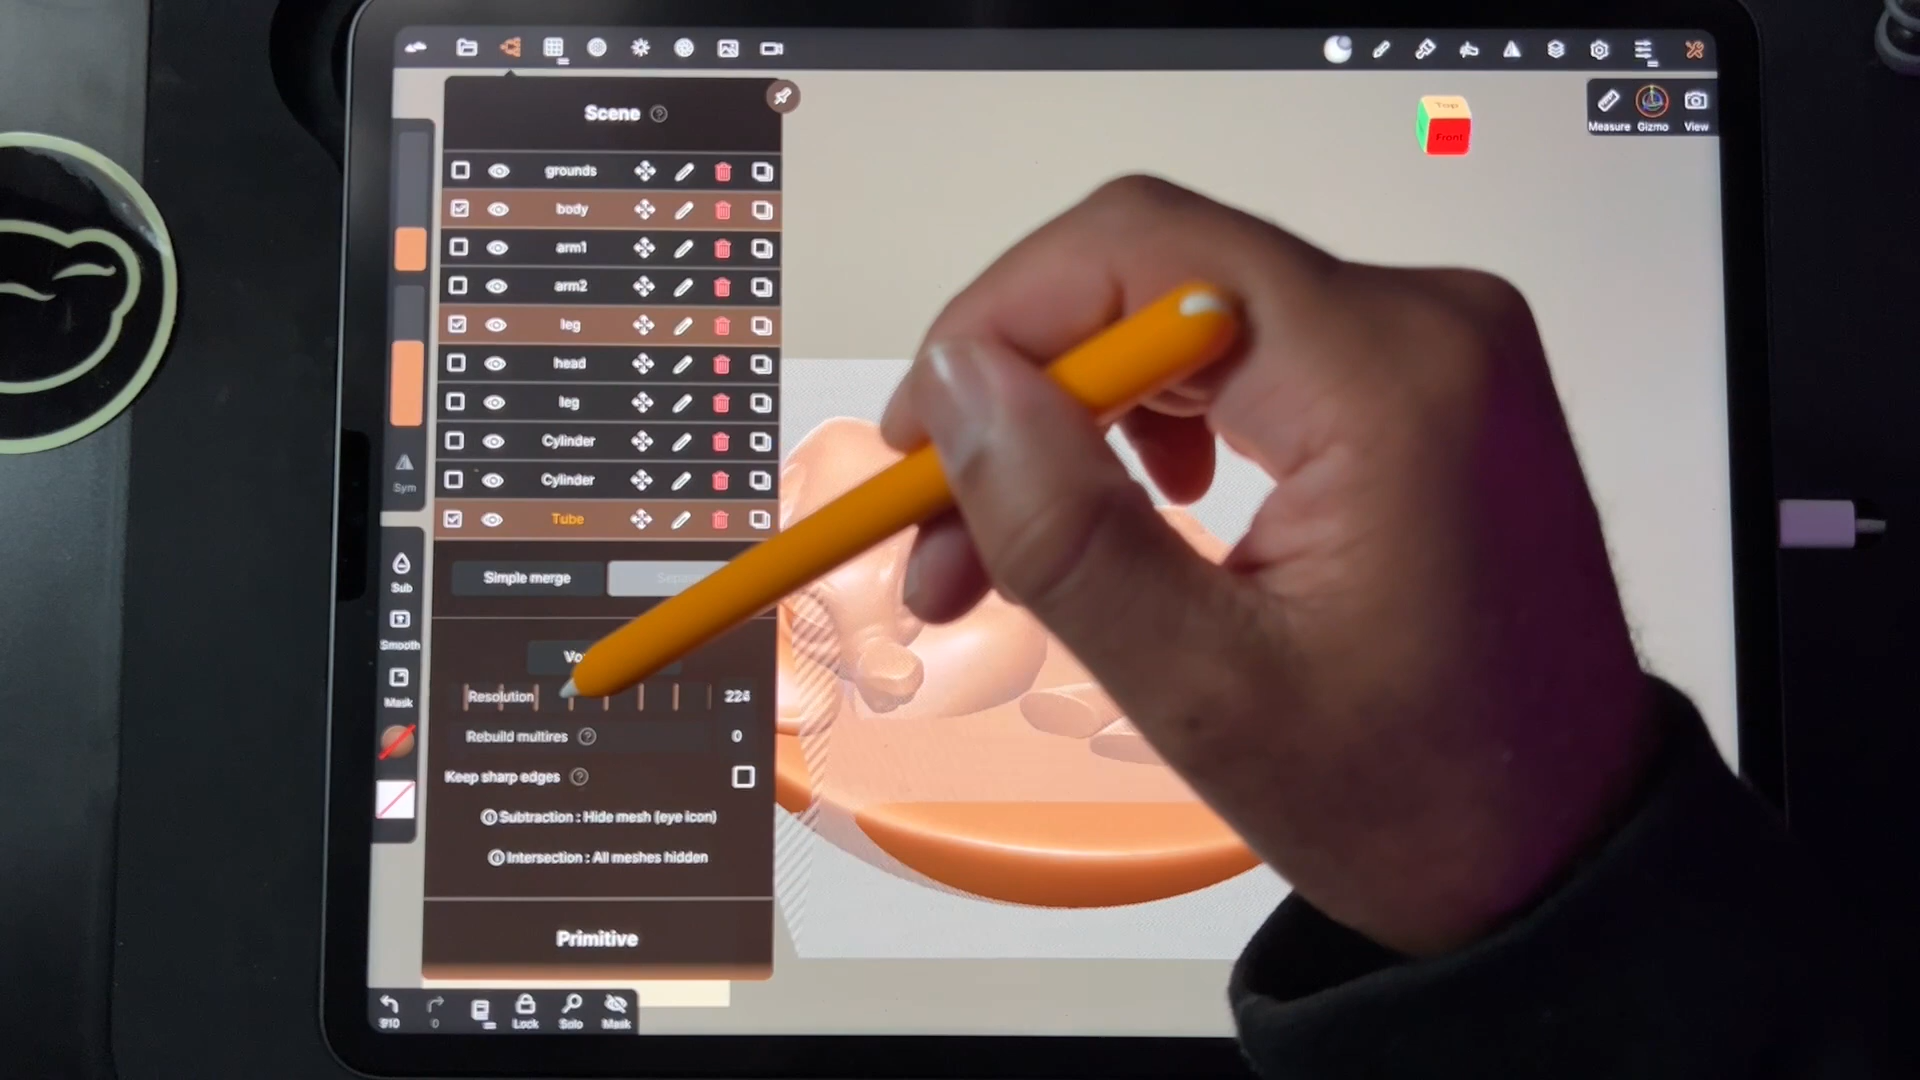 Scene
Top
Front
Measure Gizmo View
grounds
body
arm1
arm2
leg
head
leg
Cylinder
Cylinder
Tube
Sym
Sub
Smooth
Mask
Simple merge
Resolution
Rebuild multires 0
Keep sharp edges
Subtraction : Hide mesh (eye icon)
Intersection : All meshes hidden
Primitive
910 0 Lock Solo Mask